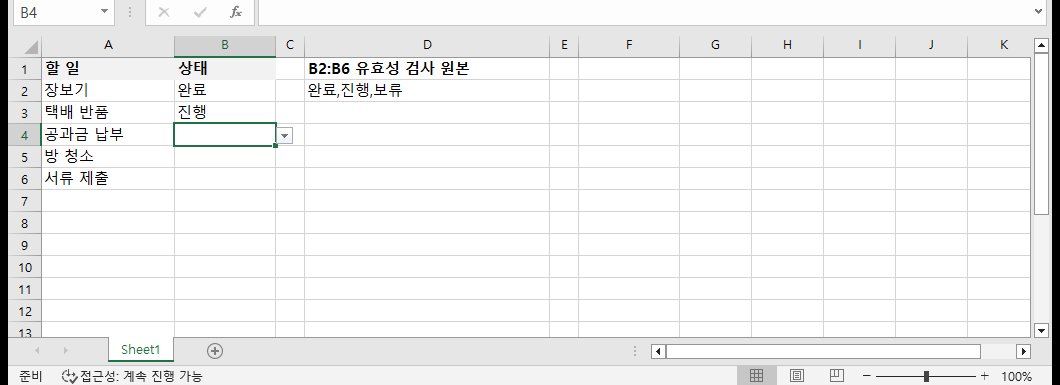 B4
fx
A B C D E F G H I J K
1 할 일 상태 B2:B6 유효성 검사 원본
2 장보기 완료 완료,진행,보류
3 택배 반품 진행
4 공과금 납부
5 방 청소
6 서류 제출
7
8
9
10
11
12
13
Sheet1
준비 접근성: 계속 진행 가능 100%